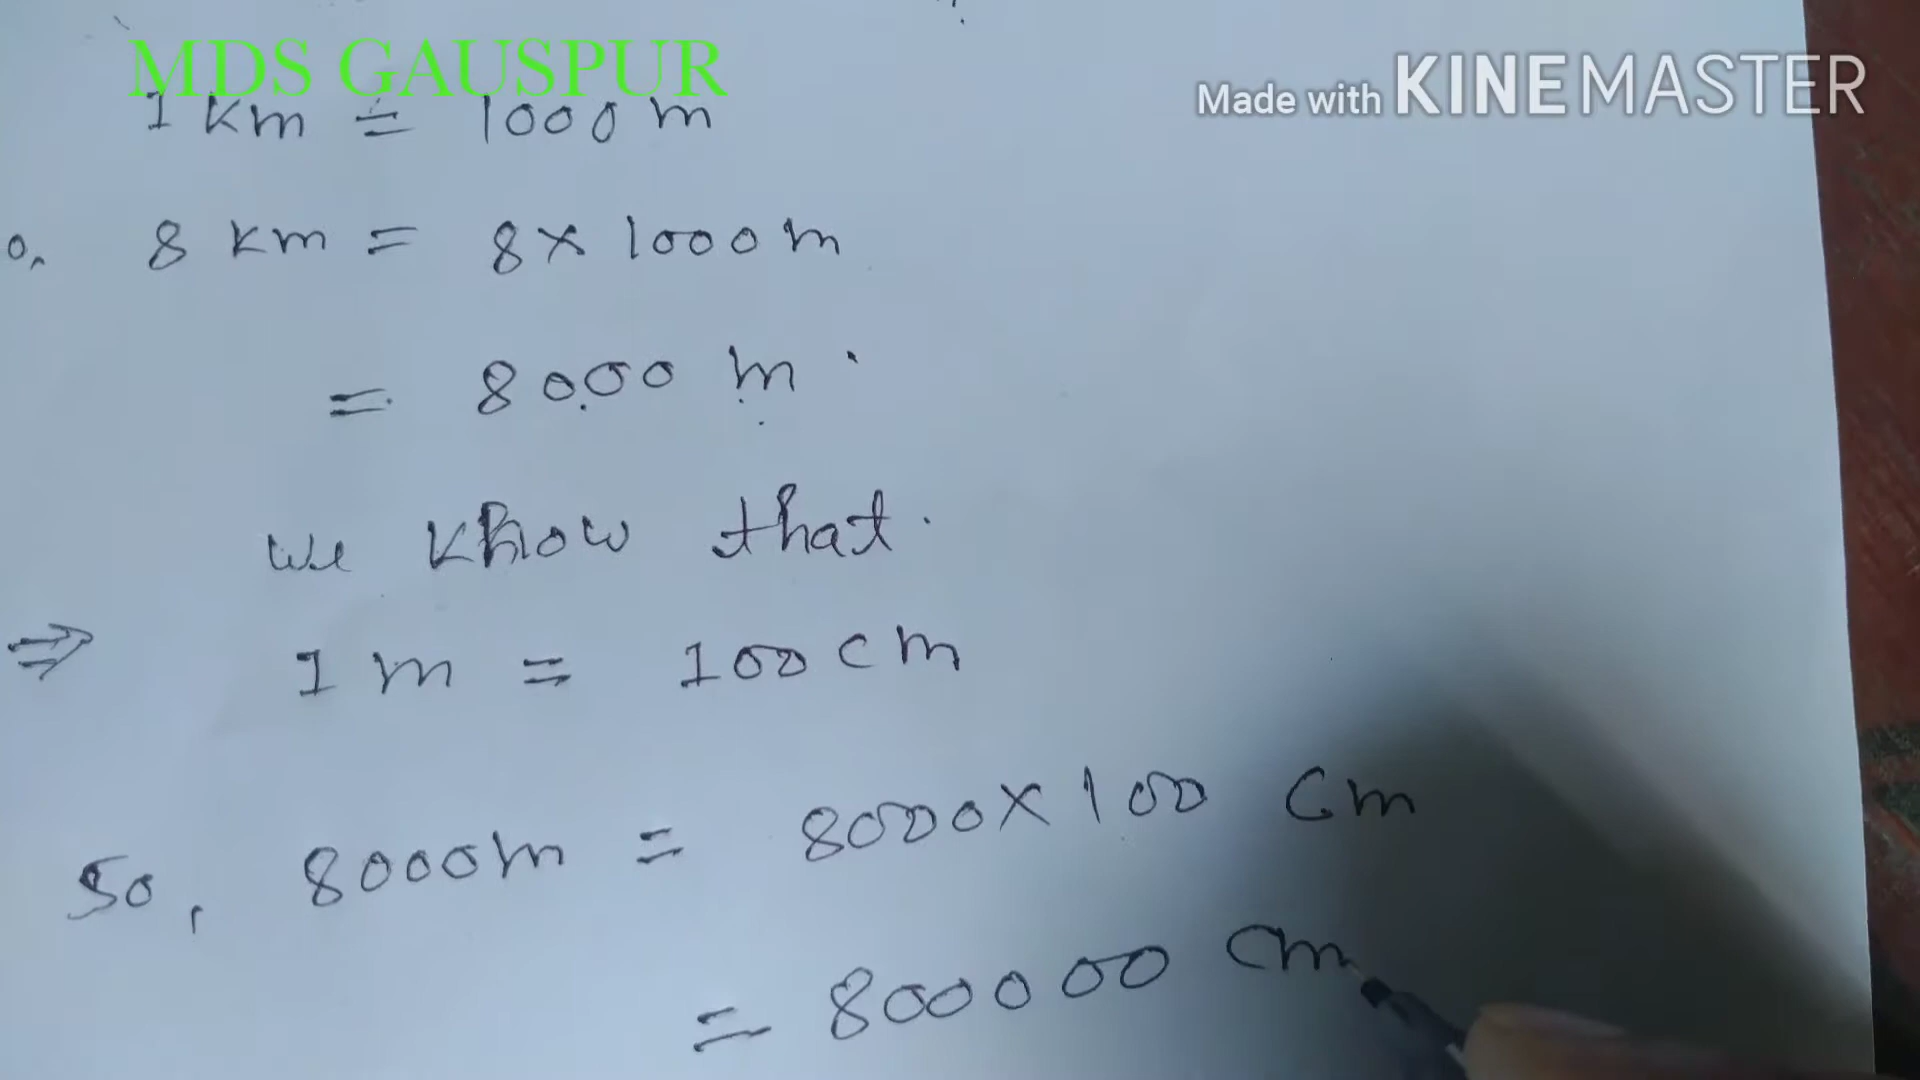 MDS GAUSPUR
Made with KINEMASTER
1 Km = 1000 m
8 km = 8 × 1000 m
= 8000 m
we know that
⇒ 1 m = 100 cm
So, 8000m = 8000 × 100 cm
= 800000 cm